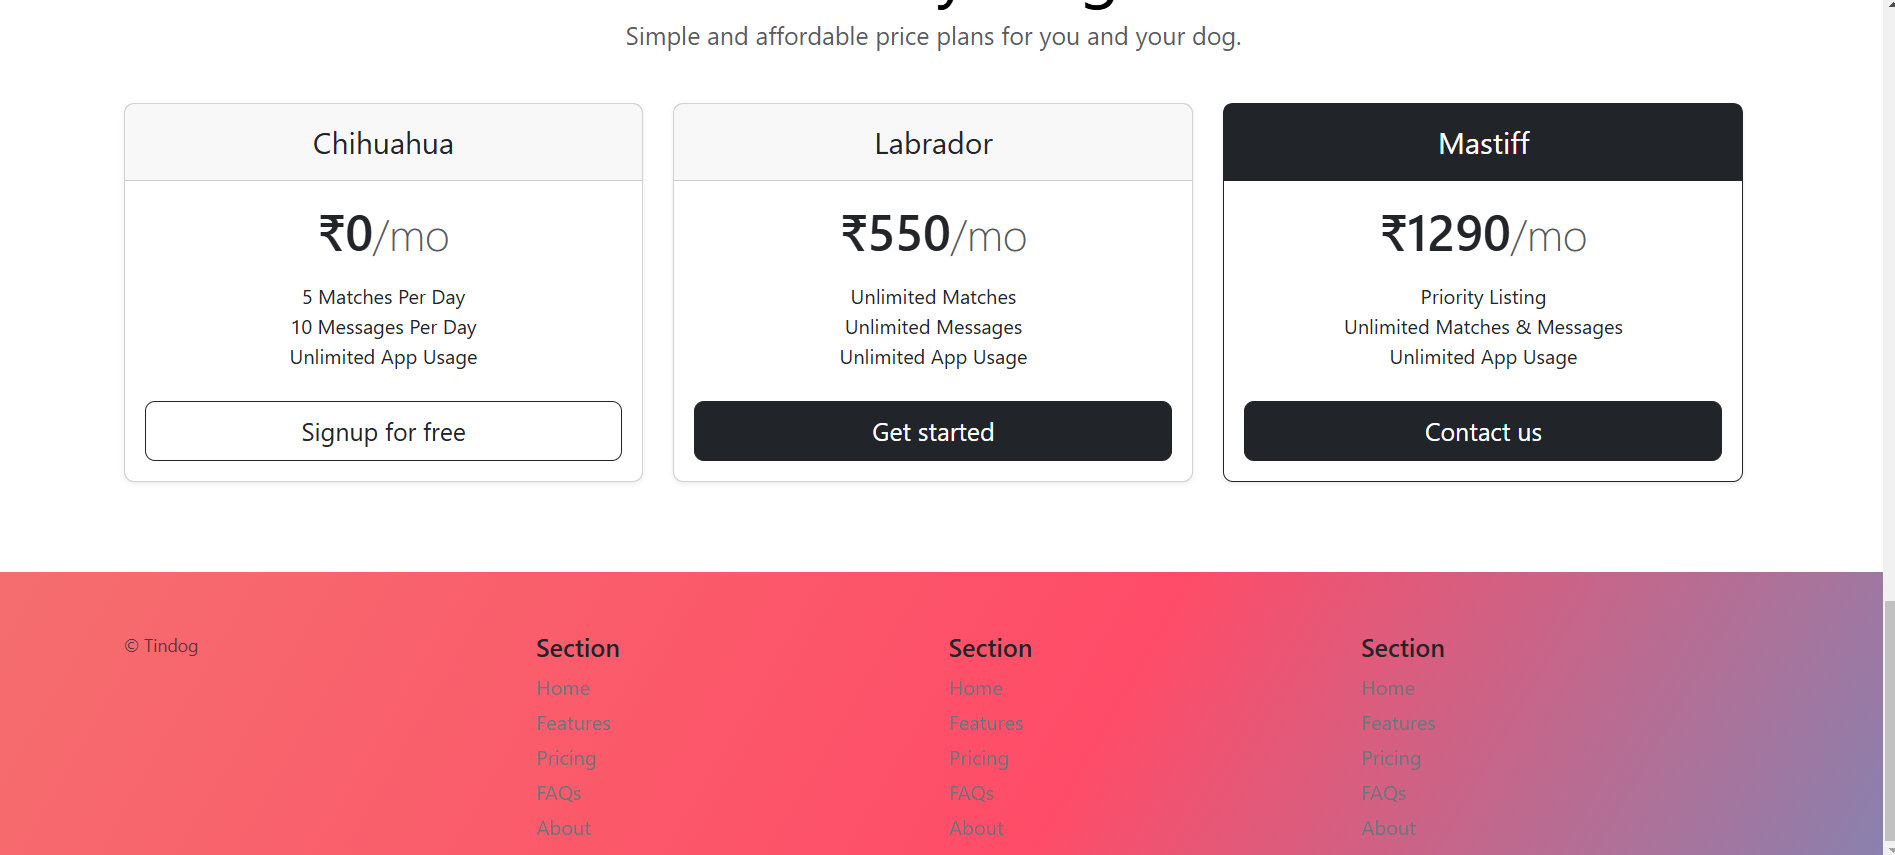 Simple and affordable price plans for you and your dog.
Chihuahua
₹0/mo
5 Matches Per Day
10 Messages Per Day
Unlimited App Usage
Signup for free
Labrador
₹550/mo
Unlimited Matches
Unlimited Messages
Unlimited App Usage
Get started
Mastiff
₹1290/mo
Priority Listing
Unlimited Matches & Messages
Unlimited App Usage
Contact us
© Tindog
Section
Home
Features
Pricing
FAQs
About
Section
Home
Features
Pricing
FAQs
About
Section
Home
Features
Pricing
FAQs
About